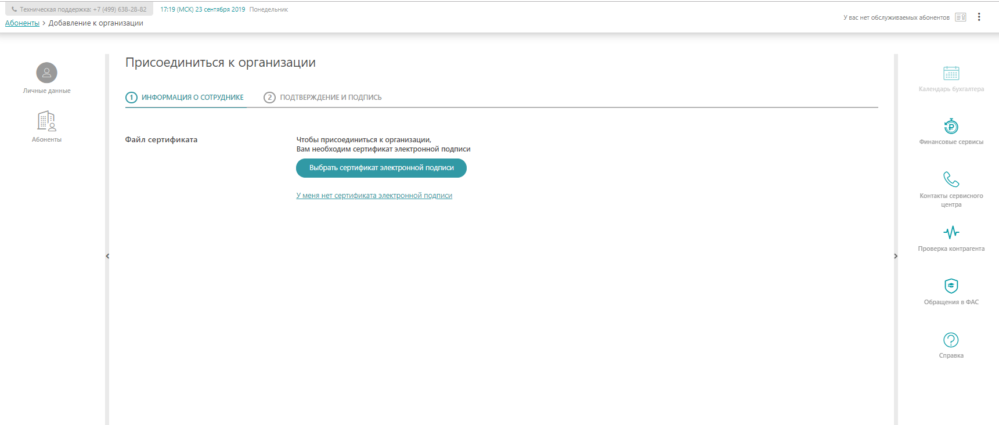 Техническая поддержка: +7 (499) 638-28-82 17:19 (МСК) 23 сентября 2019 Понедельник
Абоненты > Добавление к организации
У вас нет обслуживаемых абонентов
Личные данные
Абоненты
Присоединиться к организации
1 ИНФОРМАЦИЯ О СОТРУДНИКЕ 2 ПОДТВЕРЖДЕНИЕ И ПОДПИСЬ
Файл сертификата
Чтобы присоединиться к организации,
Вам необходим сертификат электронной подписи
Выбрать сертификат электронной подписи
У меня нет сертификата электронной подписи
Календарь бухгалтера
Финансовые сервисы
Контакты сервисного
центра
Проверка контрагента
Обращения в ФАС
Справка